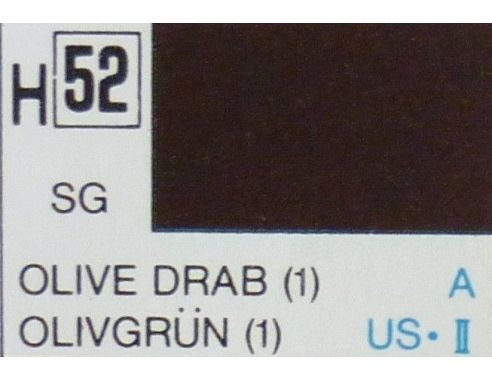 H 52
SG
OLIVE DRAB (1) A
OLIVGRÜN (1) US・Ⅱ